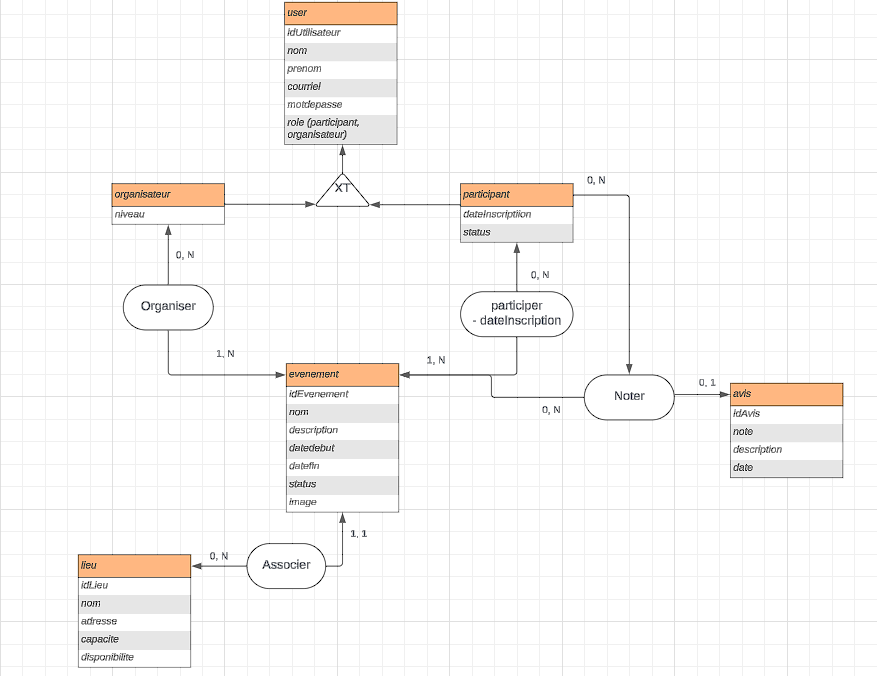 user
idUtilisateur
nom
prenom
courriel
motdepasse
role (participant,
organisateur)
XT
organisateur
niveau
participant
dateInscriptiion
status
0, N
0, N
0, N
Organiser
participer
- dateInscription
1, N
1, N
evenement
idEvenement
nom
description
datedebut
datefin
status
image
0, N
Noter
0, 1
avis
idAvis
note
description
date
1, 1
0, N
Associer
lieu
idLieu
nom
adresse
capacite
disponibilite